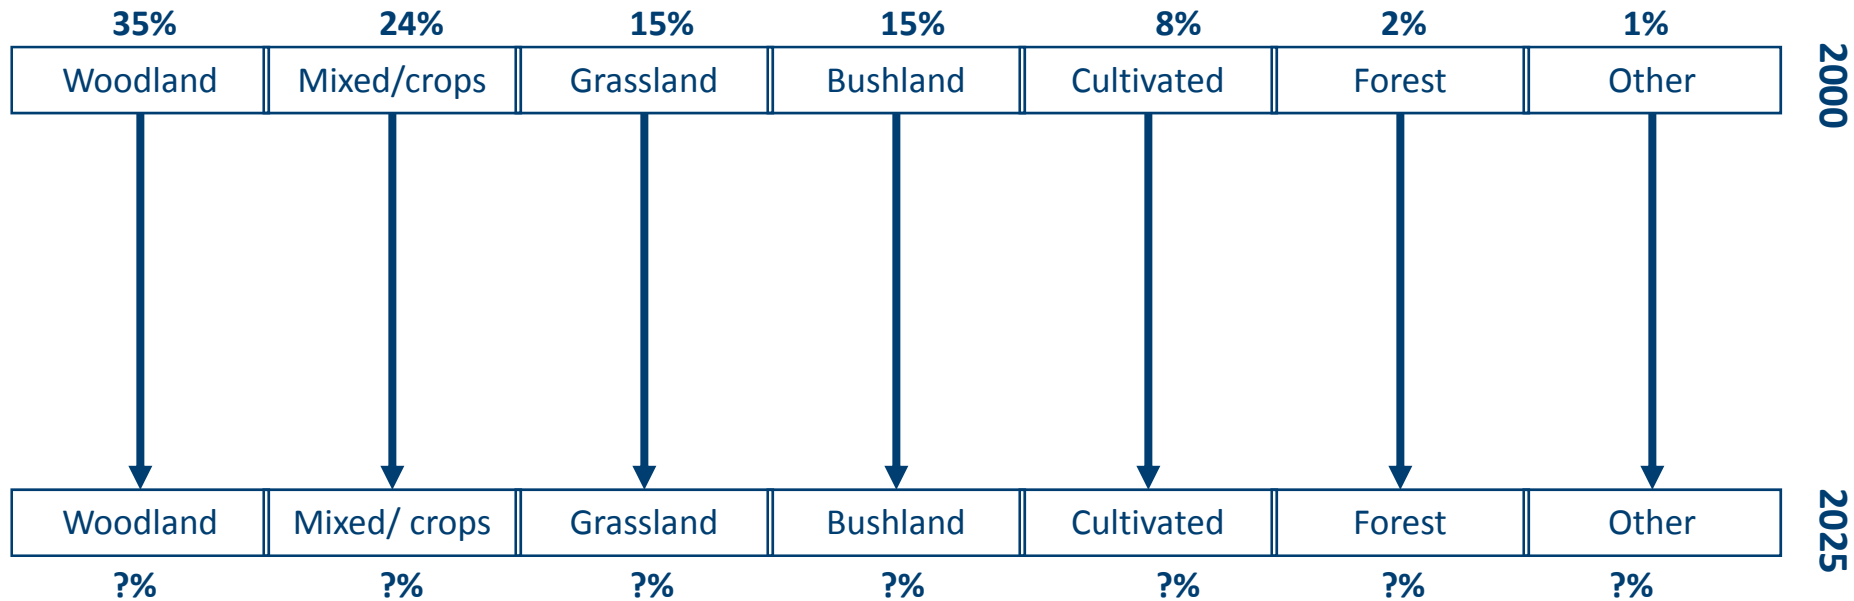 35% 24% 15% 15% 8% 2% 1%
Woodland Mixed/crops Grassland Bushland Cultivated Forest Other
2000
Woodland Mixed/ crops Grassland Bushland Cultivated Forest Other
2025
?% ?% ?% ?% ?% ?% ?%